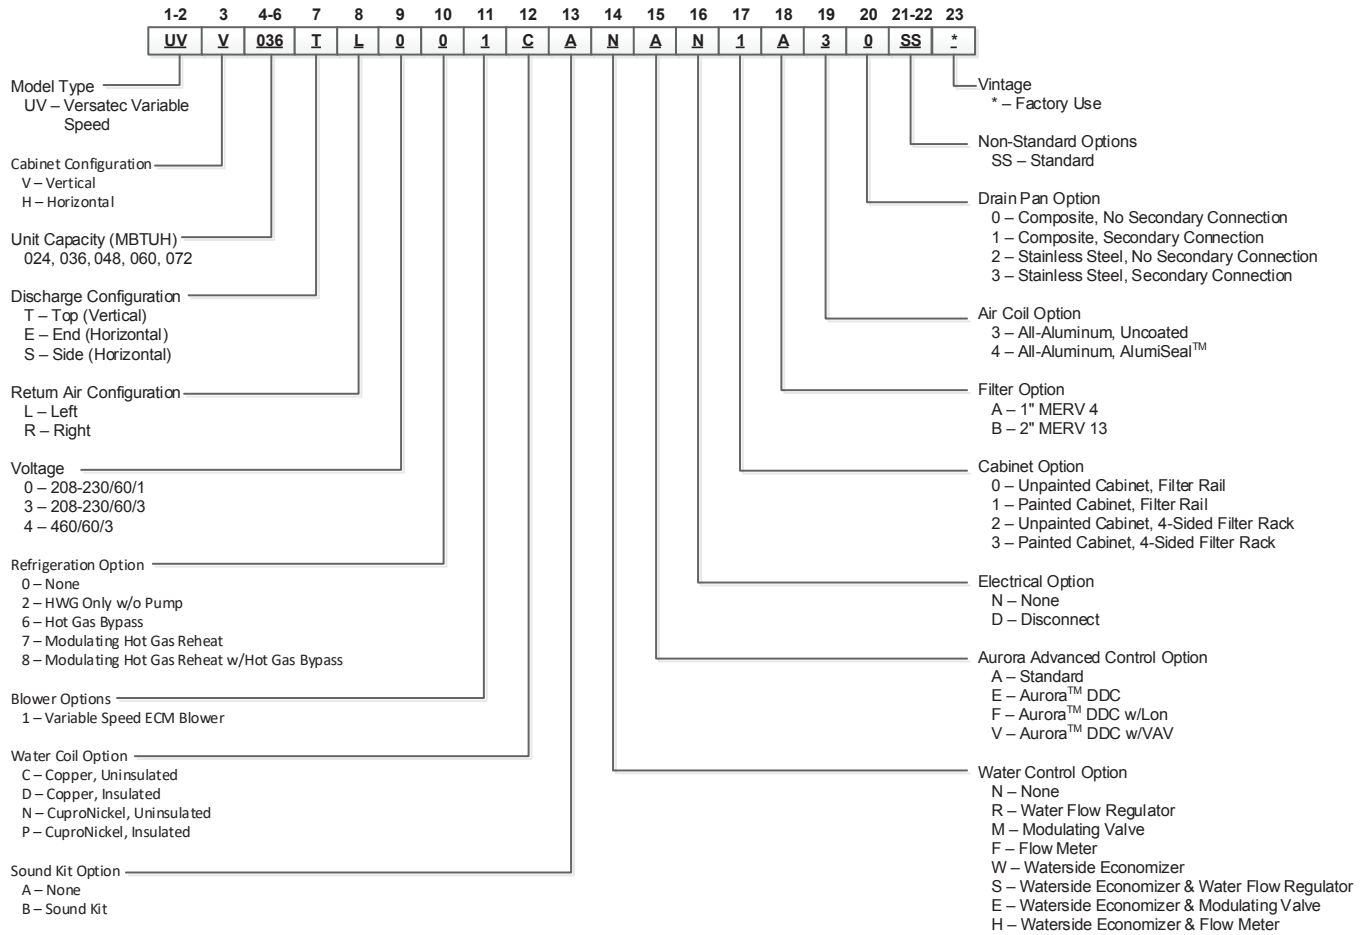 1-2 3 4-6 7 8 9 10 11 12 13 14 15 16 17 18 19 20 21-22 23
UV V 036 T L 0 0 1 C A N A N 1 A 3 0 SS *
Model Type
UV – Versatec Variable
Speed
Cabinet Configuration
V – Vertical
H – Horizontal
Unit Capacity (MBTUH)
024, 036, 048, 060, 072
Discharge Configuration
T – Top (Vertical)
E – End (Horizontal)
S – Side (Horizontal)
Return Air Configuration
L – Left
R – Right
Voltage
0 – 208-230/60/1
3 – 208-230/60/3
4 – 460/60/3
Refrigeration Option
0 – None
2 – HWG Only w/o Pump
6 – Hot Gas Bypass
7 – Modulating Hot Gas Reheat
8 – Modulating Hot Gas Reheat w/Hot Gas Bypass
Blower Options
1 – Variable Speed ECM Blower
Water Coil Option
C – Copper, Uninsulated
D – Copper, Insulated
N – CuproNickel, Uninsulated
P – CuproNickel, Insulated
Sound Kit Option
A – None
B – Sound Kit
Vintage
* – Factory Use
Non-Standard Options
SS – Standard
Drain Pan Option
0 – Composite, No Secondary Connection
1 – Composite, Secondary Connection
2 – Stainless Steel, No Secondary Connection
3 – Stainless Steel, Secondary Connection
Air Coil Option
3 – All-Aluminum, Uncoated
4 – All-Aluminum, AlumiSeal™
Filter Option
A – 1" MERV 4
B – 2" MERV 13
Cabinet Option
0 – Unpainted Cabinet, Filter Rail
1 – Painted Cabinet, Filter Rail
2 – Unpainted Cabinet, 4-Sided Filter Rack
3 – Painted Cabinet, 4-Sided Filter Rack
Electrical Option
N – None
D – Disconnect
Aurora Advanced Control Option
A – Standard
E – Aurora™ DDC
F – Aurora™ DDC w/Lon
V – Aurora™ DDC w/VAV
Water Control Option
N – None
R – Water Flow Regulator
M – Modulating Valve
F – Flow Meter
W – Waterside Economizer
S – Waterside Economizer & Water Flow Regulator
E – Waterside Economizer & Modulating Valve
H – Waterside Economizer & Flow Meter